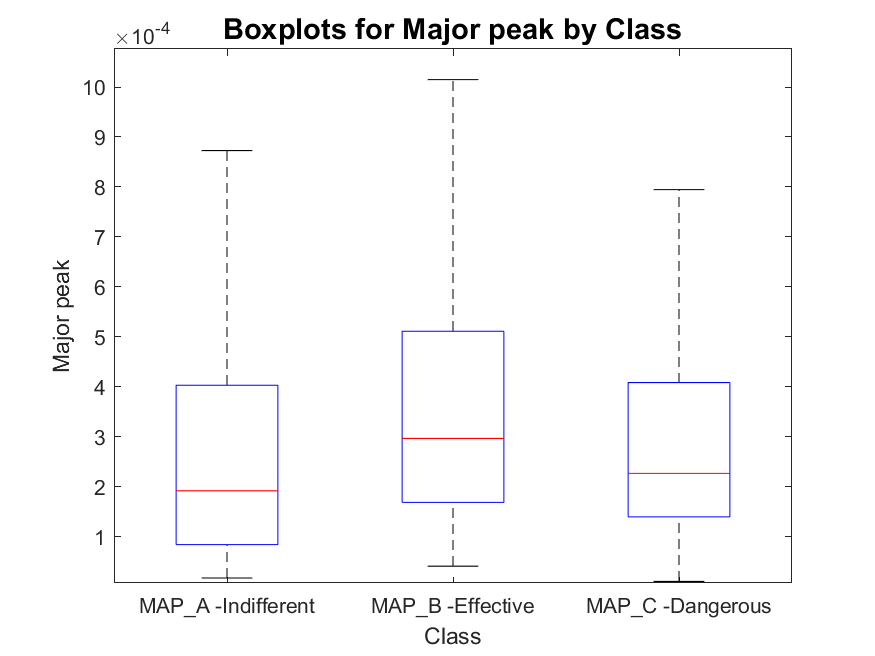 Boxplots for Major peak by Class
×10-4
10
9
8
7
6
5
4
3
2
1
Major peak
MAP_A -Indifferent MAP_B -Effective MAP_C -Dangerous
Class